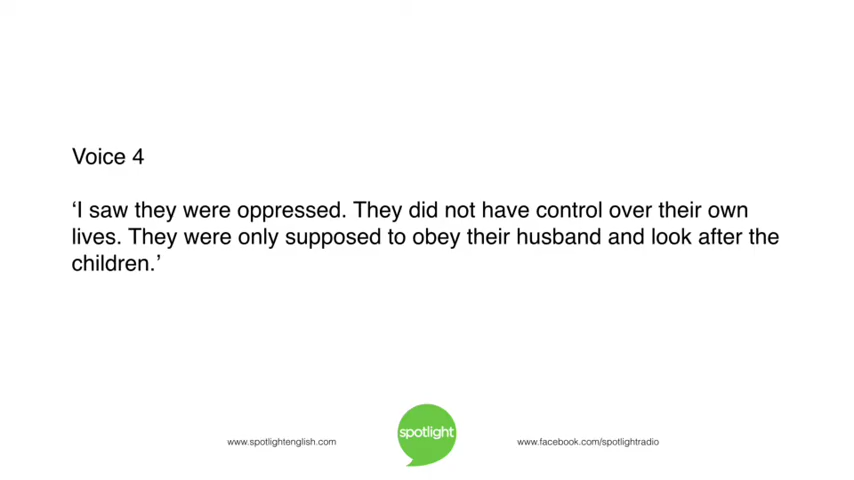 Voice 4
‘I saw they were oppressed. They did not have control over their own
lives. They were only supposed to obey their husband and look after the
children.’
spotlight
www.spotlightenglish.com
www.facebook.com/spotlightradio